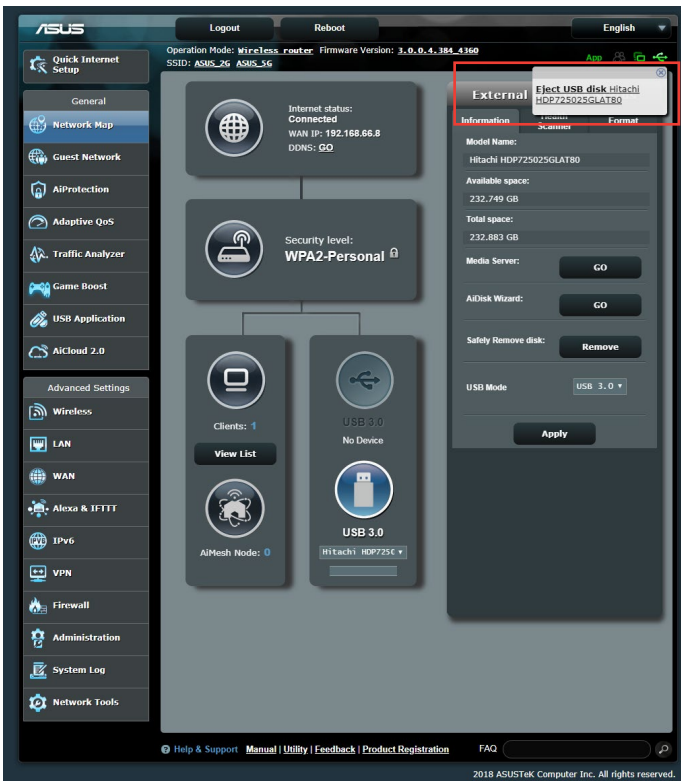 ASUS
Logout
Reboot
English
Quick Internet
Setup
Operation Mode: Wireless router Firmware Version: 3.0.0.4.384_4360
SSID: ASUS_2G ASUS_5G
App
General
Network Map
Guest Network
AiProtection
Adaptive QoS
Traffic Analyzer
Game Boost
USB Application
AiCloud 2.0
Advanced Settings
Wireless
LAN
WAN
Alexa & IFTTT
IPv6
VPN
Firewall
Administration
System Log
Network Tools
Internet status:
Connected
WAN IP: 192.168.66.8
DDNS: GO
Security level:
WPA2-Personal
Clients: 1
View List
AiMesh Node: 0
USB 3.0
No Device
USB 3.0
Hitachi HDP725C
External
Eject USB disk Hitachi
HDP725025GLAT80
Information
Health
Scanner
Format
Model Name:
Hitachi HDP725025GLAT80
Available space:
232.749 GB
Total space:
232.883 GB
Media Server:
GO
AiDisk Wizard:
GO
Safely Remove disk:
Remove
USB Mode
USB 3.0
Apply
Help & Support Manual | Utility | Feedback | Product Registration
FAQ
2018 ASUSTeK Computer Inc. All rights reserved.